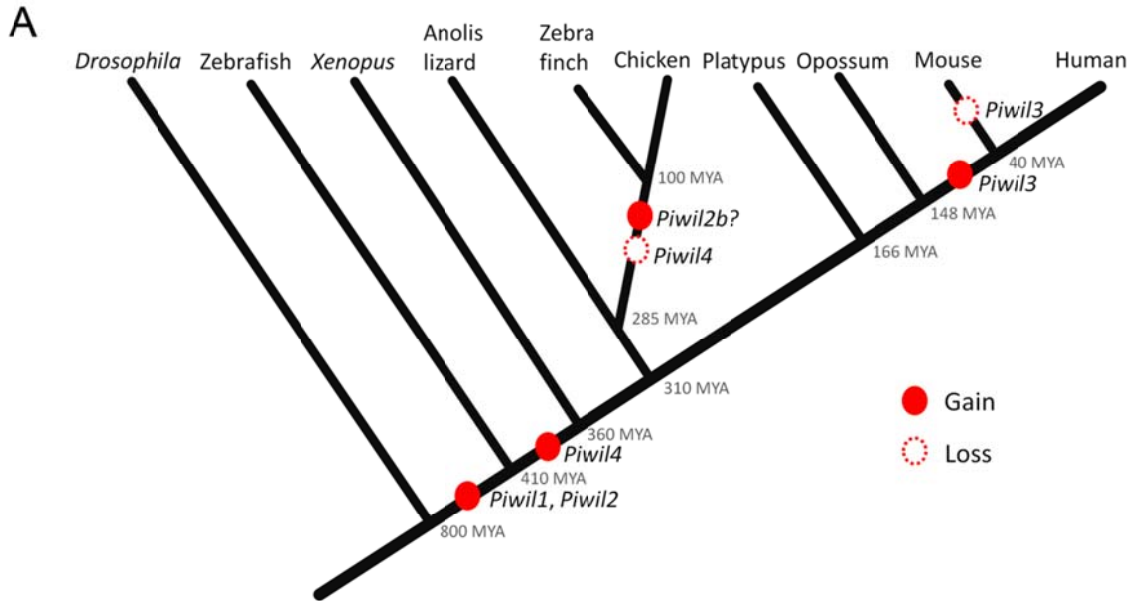 A
Drosophila
Zebrafish
Xenopus
Anolis
lizard
Zebra
finch
Chicken
Platypus
Opossum
Mouse
Human
Piwil3
40 MYA
Piwil3
100 MYA
148 MYA
Piwil2b?
166 MYA
Piwil4
285 MYA
310 MYA
Gain
360 MYA
Loss
Piwil4
410 MYA
Piwil1, Piwil2
800 MYA